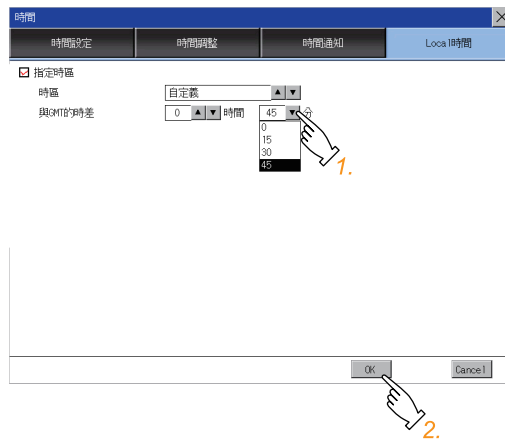 時間
時間設定 時間調整 時間通知 Local時間
指定時區
時區 自定義
與GMT的時差 0 時間 45 分
0
15
30
45
1.
OK Cancel
2.